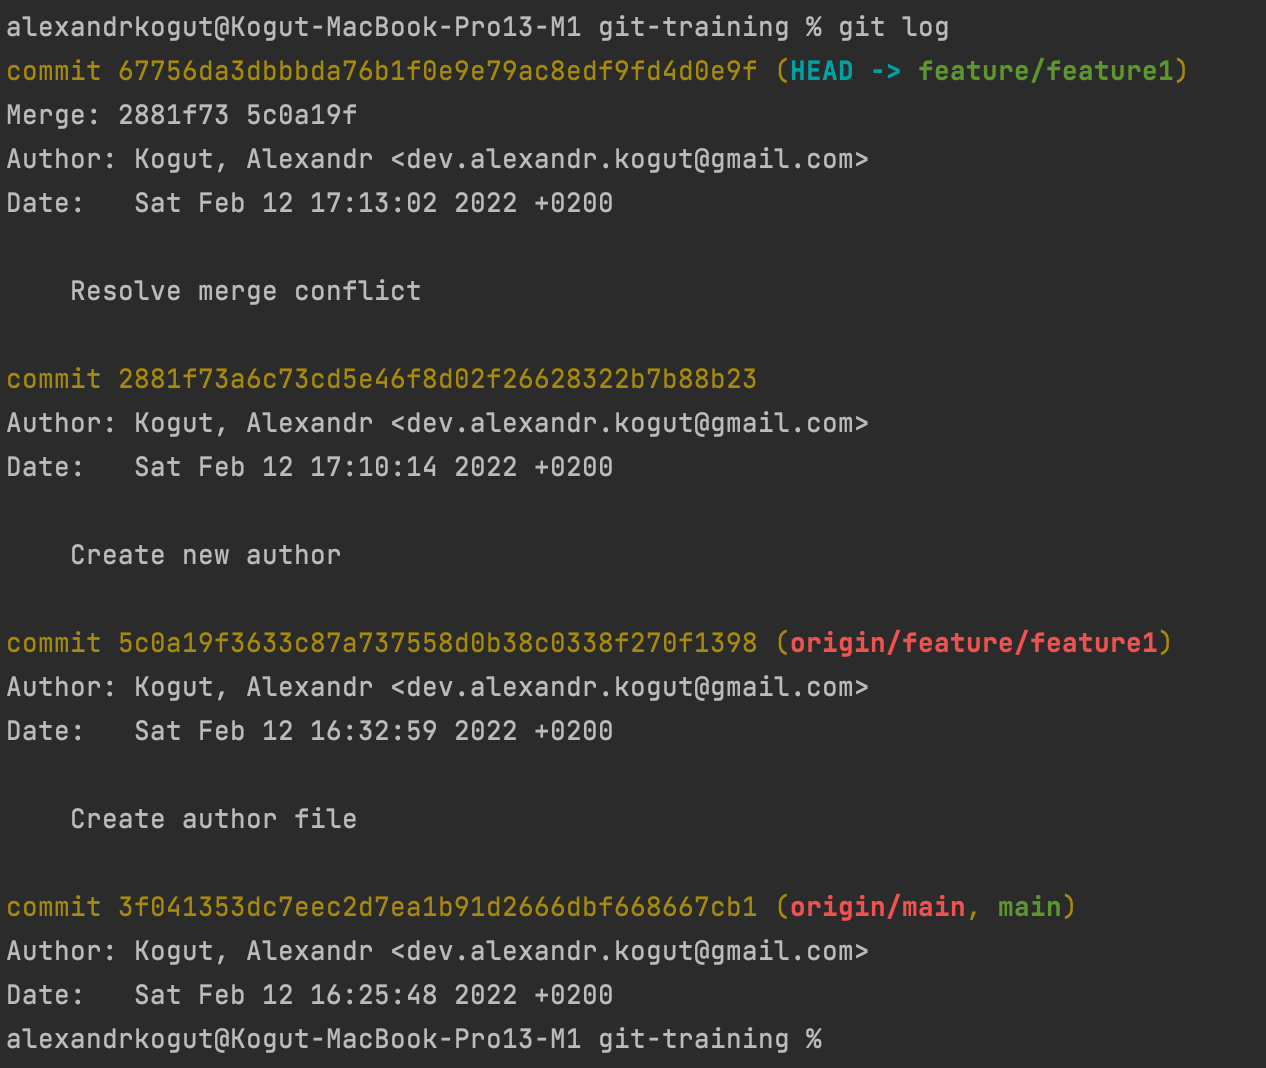 alexandrkogut@Kogut-MacBook-Pro13-M1 git-training % git log
commit 67756da3dbbbda76b1f0e9e79ac8edf9fd4d0e9f (HEAD -> feature/feature1)
Merge: 2881f73 5c0a19f
Author: Kogut, Alexandr <dev.alexandr.kogut@gmail.com>
Date:   Sat Feb 12 17:13:02 2022 +0200
    Resolve merge conflict
commit 2881f73a6c73cd5e46f8d02f26628322b7b88b23
Author: Kogut, Alexandr <dev.alexandr.kogut@gmail.com>
Date:   Sat Feb 12 17:10:14 2022 +0200
    Create new author
commit 5c0a19f3633c87a737558d0b38c0338f270f1398 (origin/feature/feature1)
Author: Kogut, Alexandr <dev.alexandr.kogut@gmail.com>
Date:   Sat Feb 12 16:32:59 2022 +0200
    Create author file
commit 3f041353dc7eec2d7ea1b91d2666dbf668667cb1 (origin/main, main)
Author: Kogut, Alexandr <dev.alexandr.kogut@gmail.com>
Date:   Sat Feb 12 16:25:48 2022 +0200
alexandrkogut@Kogut-MacBook-Pro13-M1 git-training %